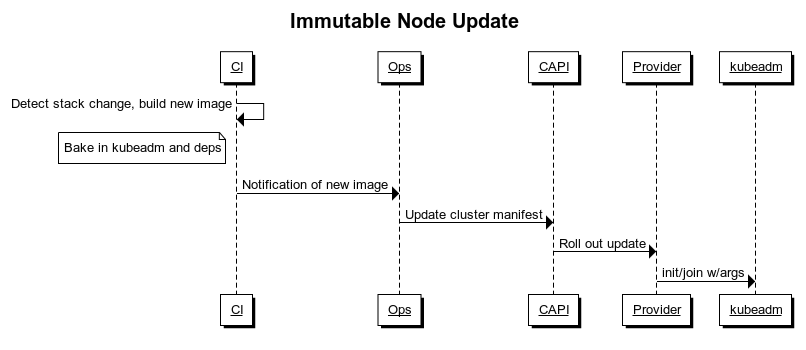 Immutable Node Update
CI
Ops
CAPI
Provider
kubeadm
Detect stack change, build new image
Bake in kubeadm and deps
Notification of new image
Update cluster manifest
Roll out update
init/join w/args
CI
Ops
CAPI
Provider
kubeadm